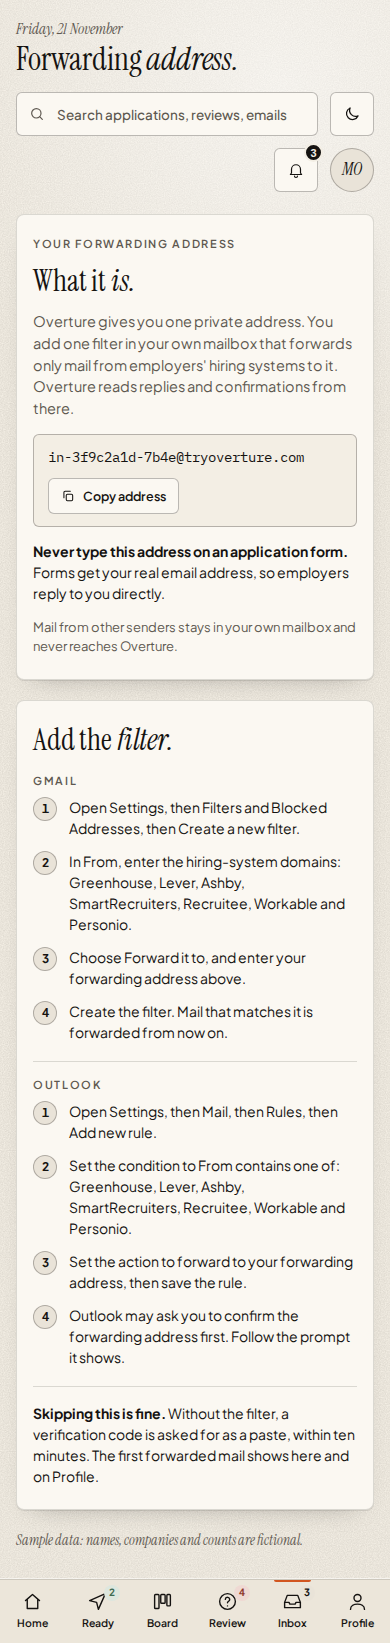 Friday, 21 November
Forwarding address.
Search applications, reviews, emails
3
MO
YOUR FORWARDING ADDRESS
What it is.
Overture gives you one private address. You
add one filter in your own mailbox that forwards
only mail from employers' hiring systems to it.
Overture reads replies and confirmations from
there.
in-3f9c2a1d-7b4e@tryoverture.com
Copy address
Never type this address on an application form.
Forms get your real email address, so employers
reply to you directly.
Mail from other senders stays in your own mailbox and
never reaches Overture.
Add the filter.
GMAIL
1 Open Settings, then Filters and Blocked
Addresses, then Create a new filter.
2 In From, enter the hiring-system domains:
Greenhouse, Lever, Ashby,
SmartRecruiters, Recruitee, Workable and
Personio.
3 Choose Forward it to, and enter your
forwarding address above.
4 Create the filter. Mail that matches it is
forwarded from now on.
OUTLOOK
1 Open Settings, then Mail, then Rules, then
Add new rule.
2 Set the condition to From contains one of:
Greenhouse, Lever, Ashby,
SmartRecruiters, Recruitee, Workable and
Personio.
3 Set the action to forward to your forwarding
address, then save the rule.
4 Outlook may ask you to confirm the
forwarding address first. Follow the prompt
it shows.
Skipping this is fine. Without the filter, a
verification code is asked for as a paste, within ten
minutes. The first forwarded mail shows here and
on Profile.
Sample data: names, companies and counts are fictional.
2 4 3
Home Ready Board Review Inbox Profile